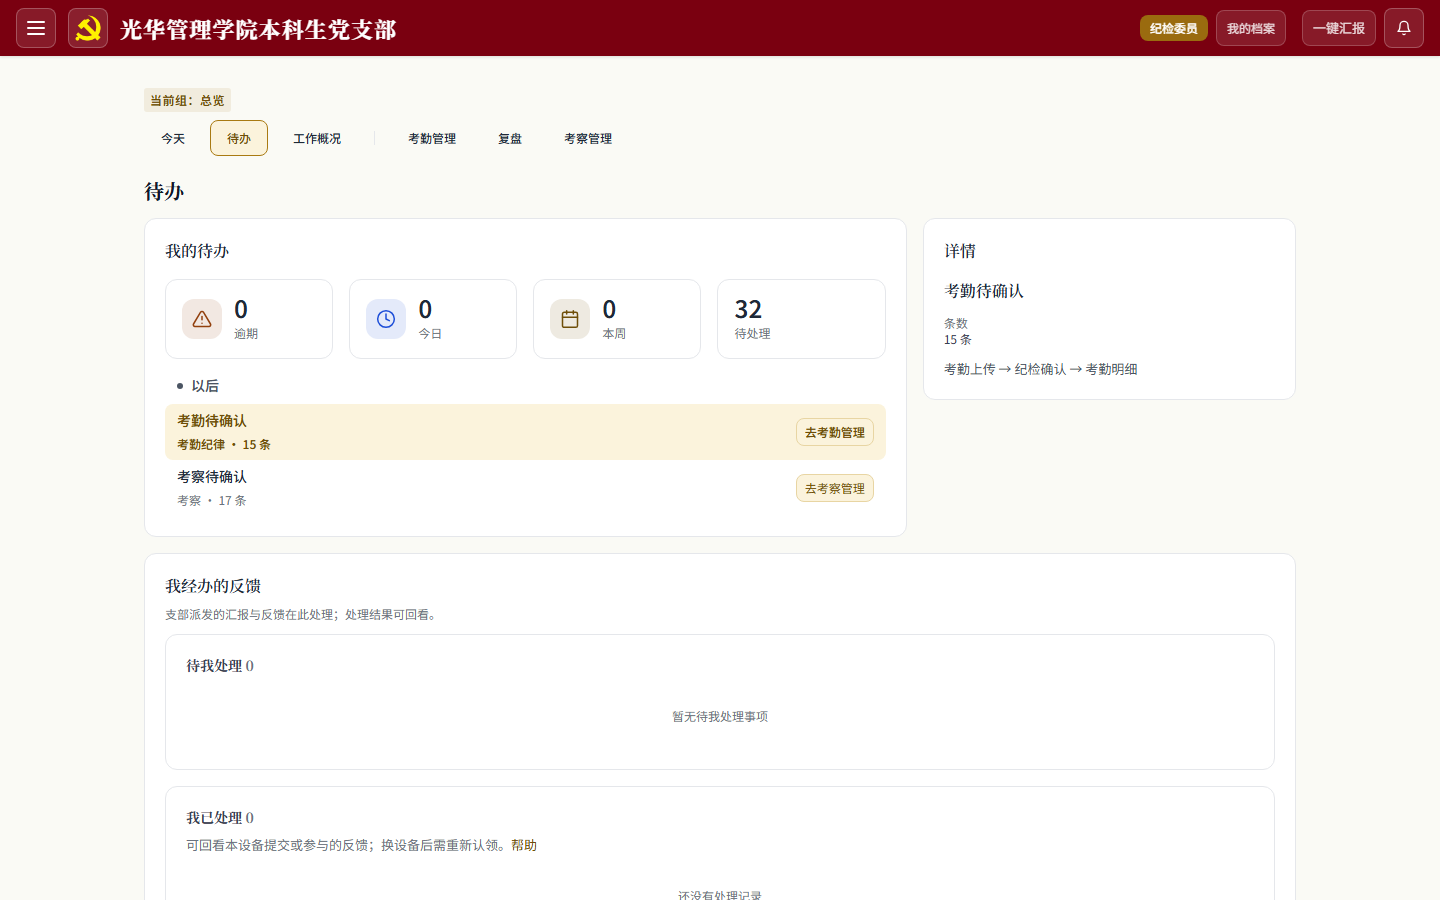 光华管理学院本科生党支部
纪检委员
我的档案
一键汇报
当前组：总览
今天
待办
工作概况
考勤管理
复盘
考察管理
待办
我的待办
0
逾期
0
今日
0
本周
32
待处理
以后
考勤待确认
考勤纪律 · 15 条
去考勤管理
考察待确认
考察 · 17 条
去考察管理
详情
考勤待确认
条数
15 条
考勤上传 → 纪检确认 → 考勤明细
我经办的反馈
支部派发的汇报与反馈在此处理；处理结果可回看。
待我处理 0
暂无待我处理事项
我已处理 0
可回看本设备提交或参与的反馈；换设备后需重新认领。帮助
还没有处理记录